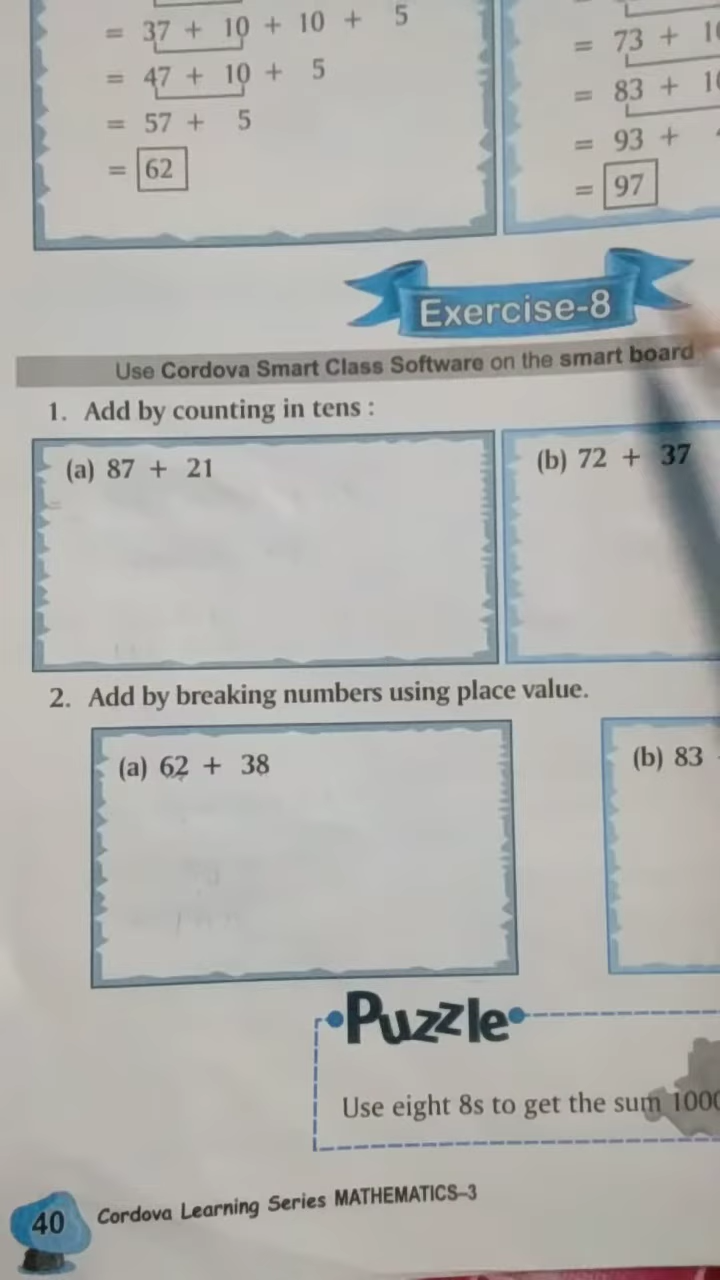 = 37 + 10 + 10 + 5
= 47 + 10 + 5
= 57 + 5
= 62
= 73 +
= 83 +
= 93 +
= 97
Exercise-8
Use Cordova Smart Class Software on the smart board
1. Add by counting in tens :
(a) 87 + 21
(b) 72 + 37
2. Add by breaking numbers using place value.
(a) 62 + 38
(b) 83
Puzzle
Use eight 8s to get the sum 1000
40
Cordova Learning Series MATHEMATICS–3